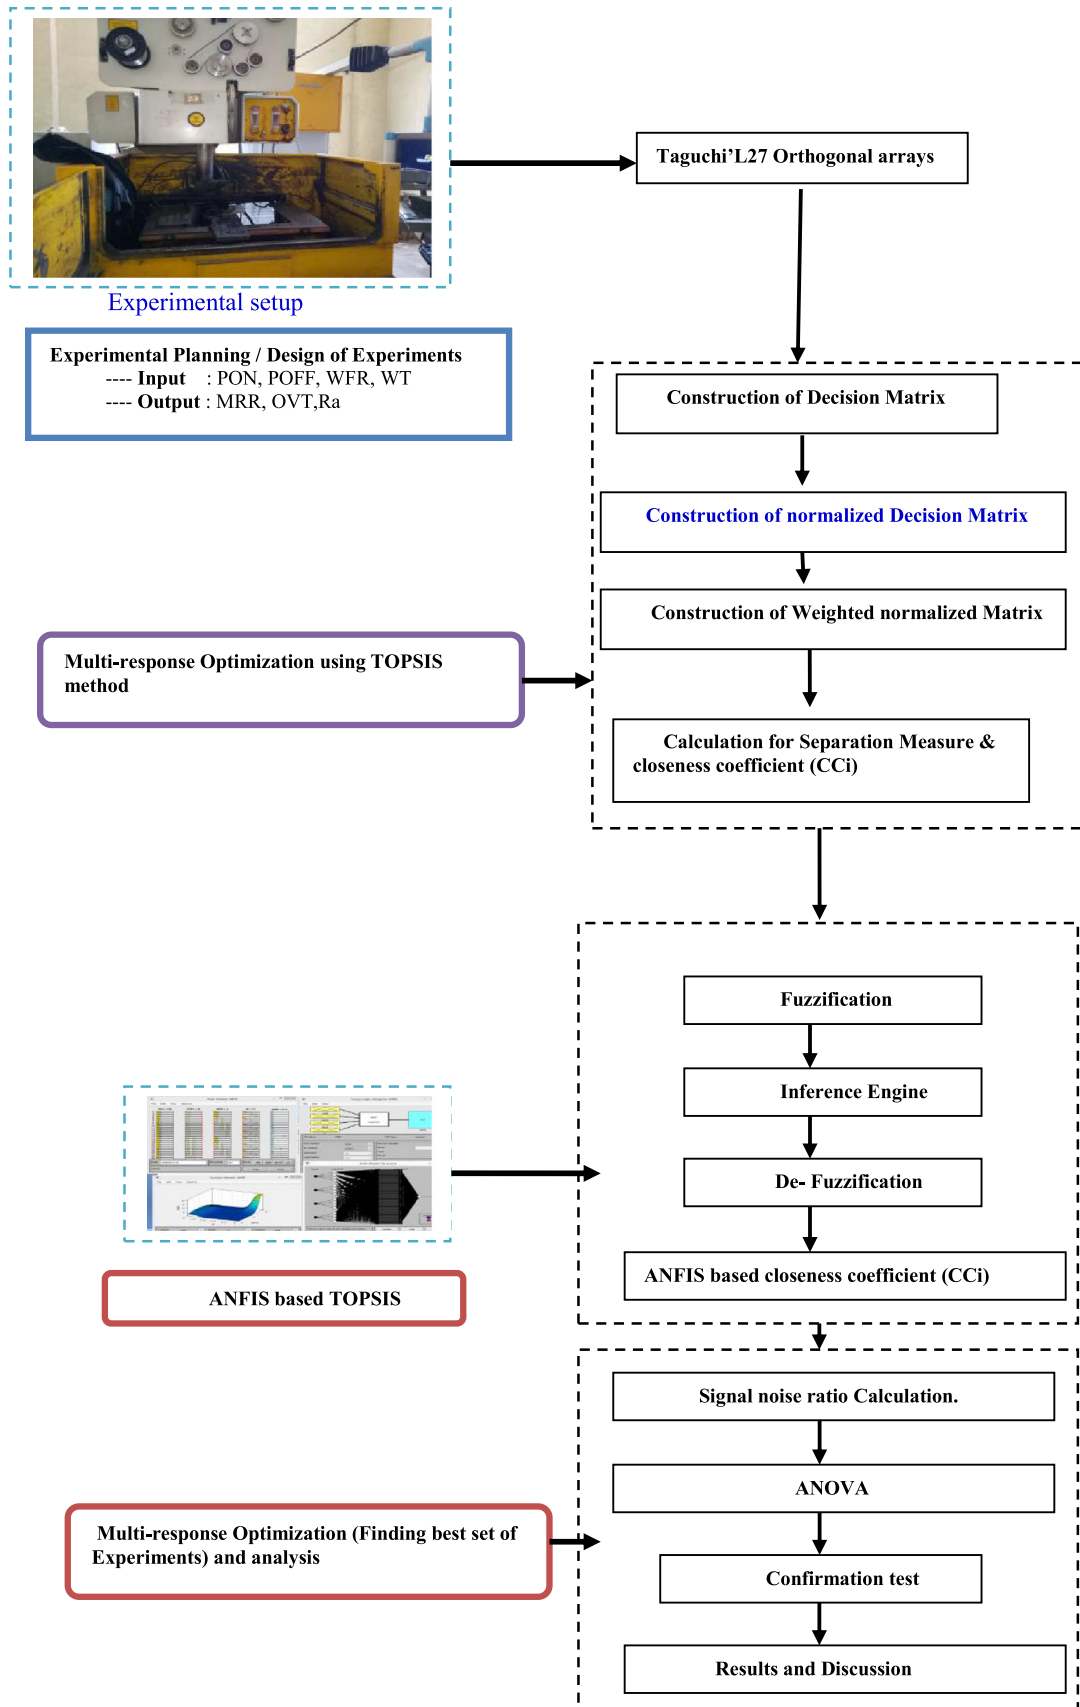 Taguchi'L27 Orthogonal arrays
Experimental setup
Experimental Planning / Design of Experiments
---- Input : PON, POFF, WFR, WT
---- Output : MRR, OVT,Ra
Construction of Decision Matrix
Construction of normalized Decision Matrix
Construction of Weighted normalized Matrix
Multi-response Optimization using TOPSIS
method
Calculation for Separation Measure &
closeness coefficient (CCi)
Fuzzification
Inference Engine
De- Fuzzification
ANFIS based closeness coefficient (CCi)
ANFIS based TOPSIS
Signal noise ratio Calculation.
ANOVA
Multi-response Optimization (Finding best set of
Experiments) and analysis
Confirmation test
Results and Discussion